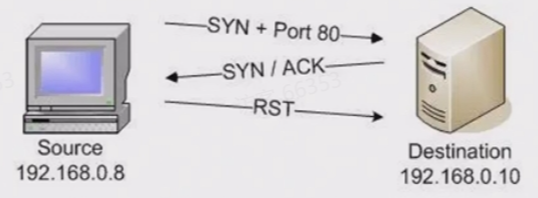 SYN + Port 80
SYN / ACK
RST
Source
192.168.0.8
Destination
192.168.0.10